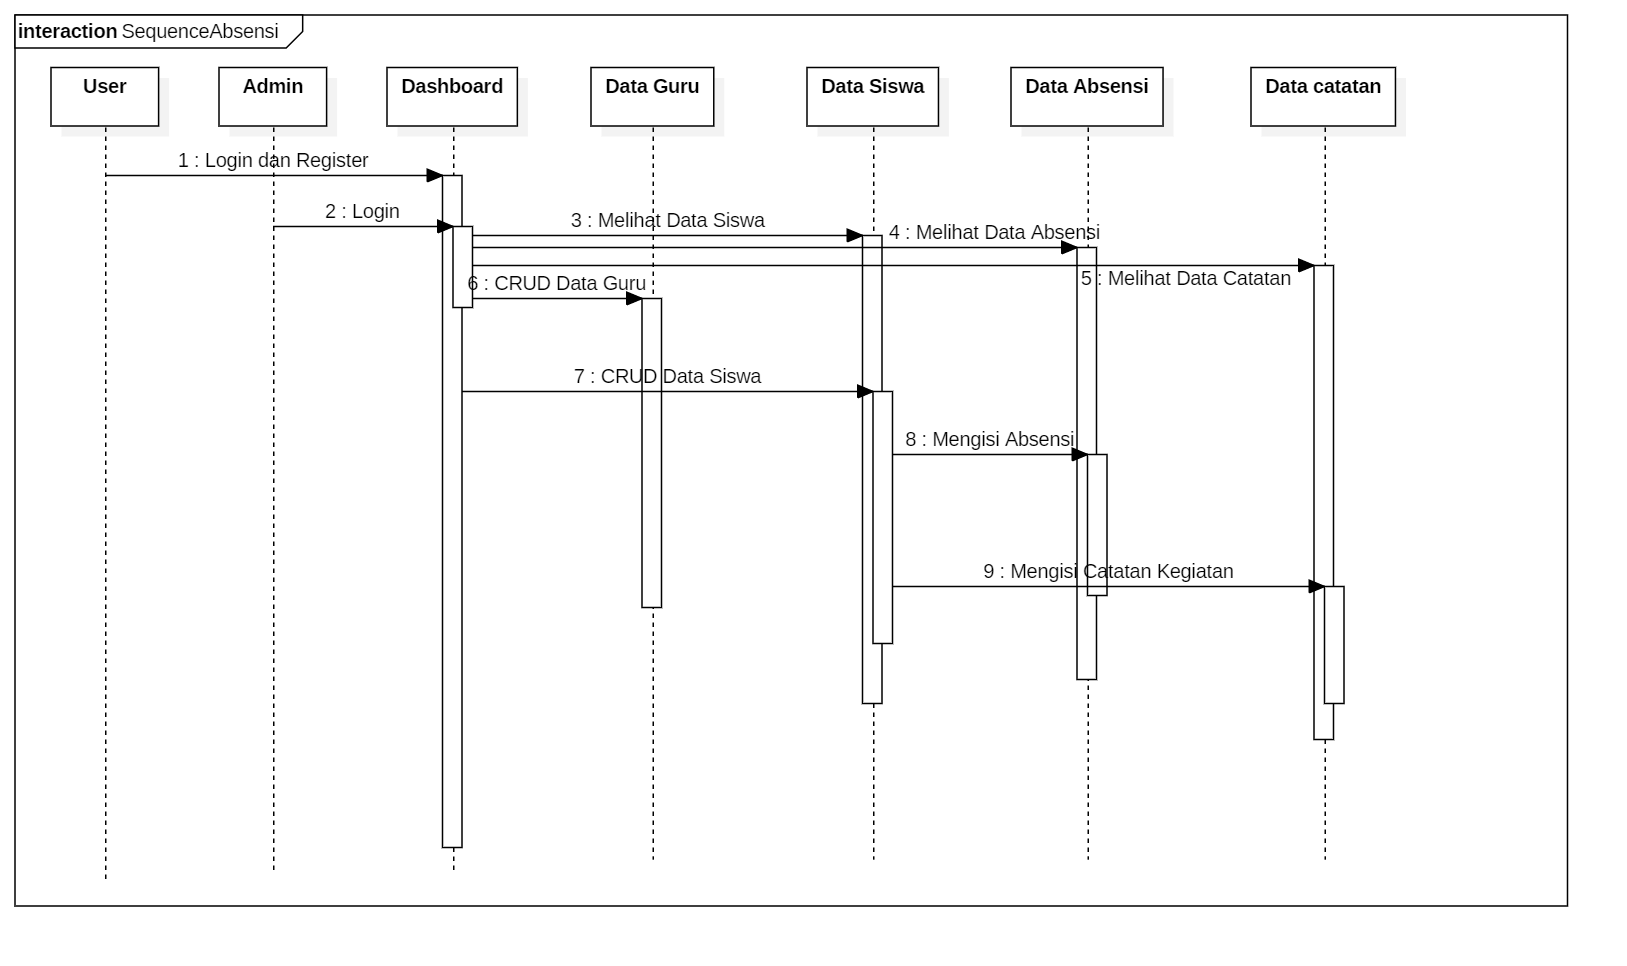 interaction SequenceAbsensi
User
Admin
Dashboard
Data Guru
Data Siswa
Data Absensi
Data catatan
1 : Login dan Register
2 : Login
3 : Melihat Data Siswa
4 : Melihat Data Absensi
5 : Melihat Data Catatan
6 : CRUD Data Guru
7 : CRUD Data Siswa
8 : Mengisi Absensi
9 : Mengisi Catatan Kegiatan